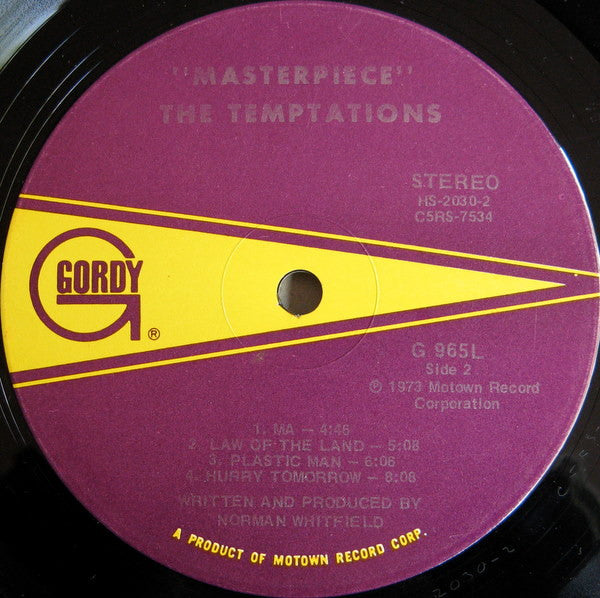 "MASTERPIECE"
THE TEMPTATIONS
STEREO
HS-2030-2
C5RS-7534
GORDY
G
®
G 965L
Side 2
℗ 1973 Motown Record
Corporation
1. MA – 4:46
2. LAW OF THE LAND – 5:08
3. PLASTIC MAN – 6:06
4. HURRY TOMORROW – 8:08
WRITTEN AND PRODUCED BY
NORMAN WHITFIELD
A PRODUCT OF MOTOWN RECORD CORP.
2030-2